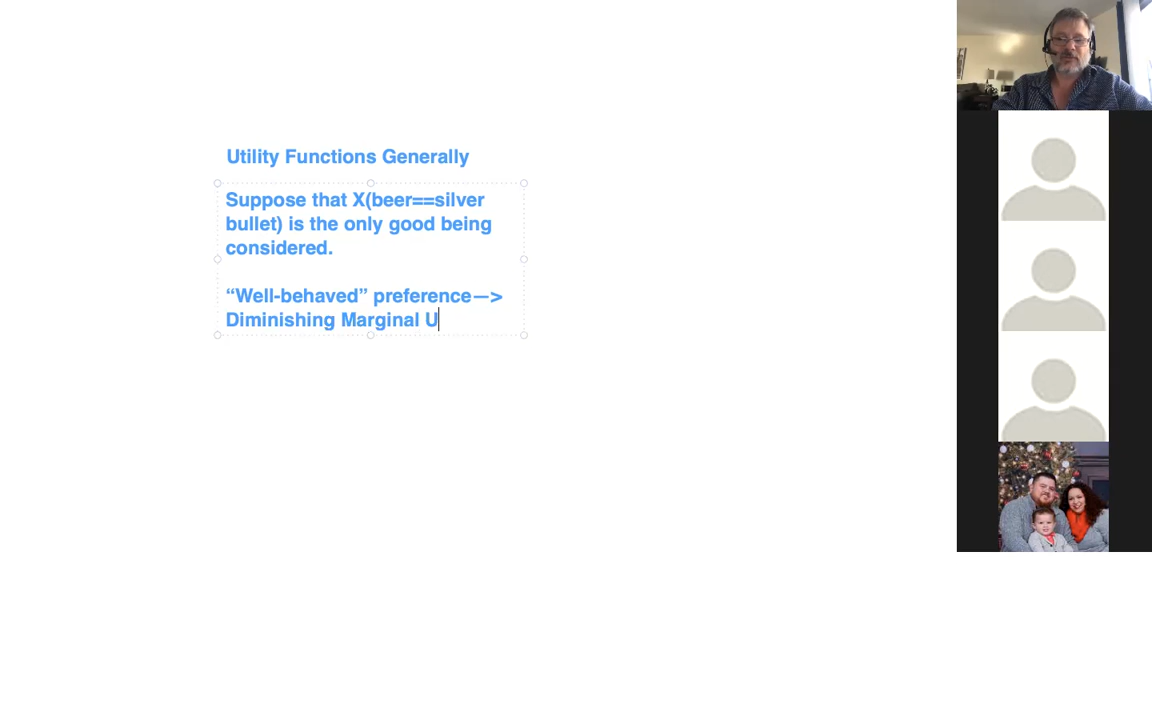 Utility Functions Generally
Suppose that X(beer==silver
bullet) is the only good being
considered.
“Well-behaved” preference—>
Diminishing Marginal U